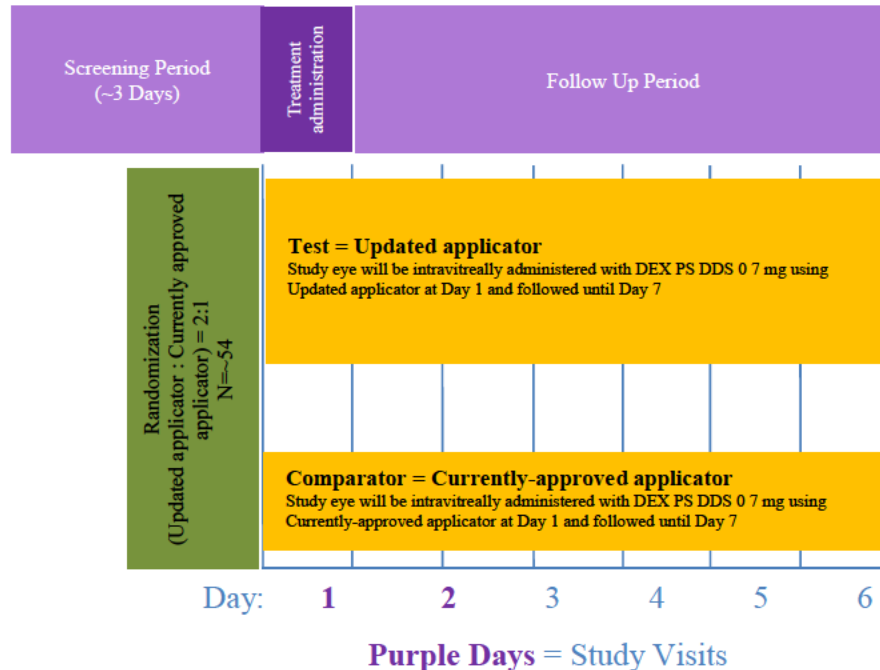 Screening Period
(~3 Days)
Treatment
administration
Follow Up Period
Randomization
(Updated applicator : Currently approved
applicator) = 2:1
N=~54
Test = Updated applicator
Study eye will be intravitreally administered with DEX PS DDS 0 7 mg using
Updated applicator at Day 1 and followed until Day 7
Comparator = Currently-approved applicator
Study eye will be intravitreally administered with DEX PS DDS 0 7 mg using
Currently-approved applicator at Day 1 and followed until Day 7
Day: 1 2 3 4 5 6
Purple Days = Study Visits